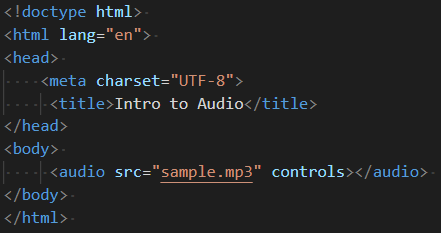 <!doctype html>
<html lang="en">
<head>
    <meta charset="UTF-8">
     <title>Intro to Audio</title>
</head>
<body>
     <audio src="sample.mp3" controls></audio>
</body>
</html>